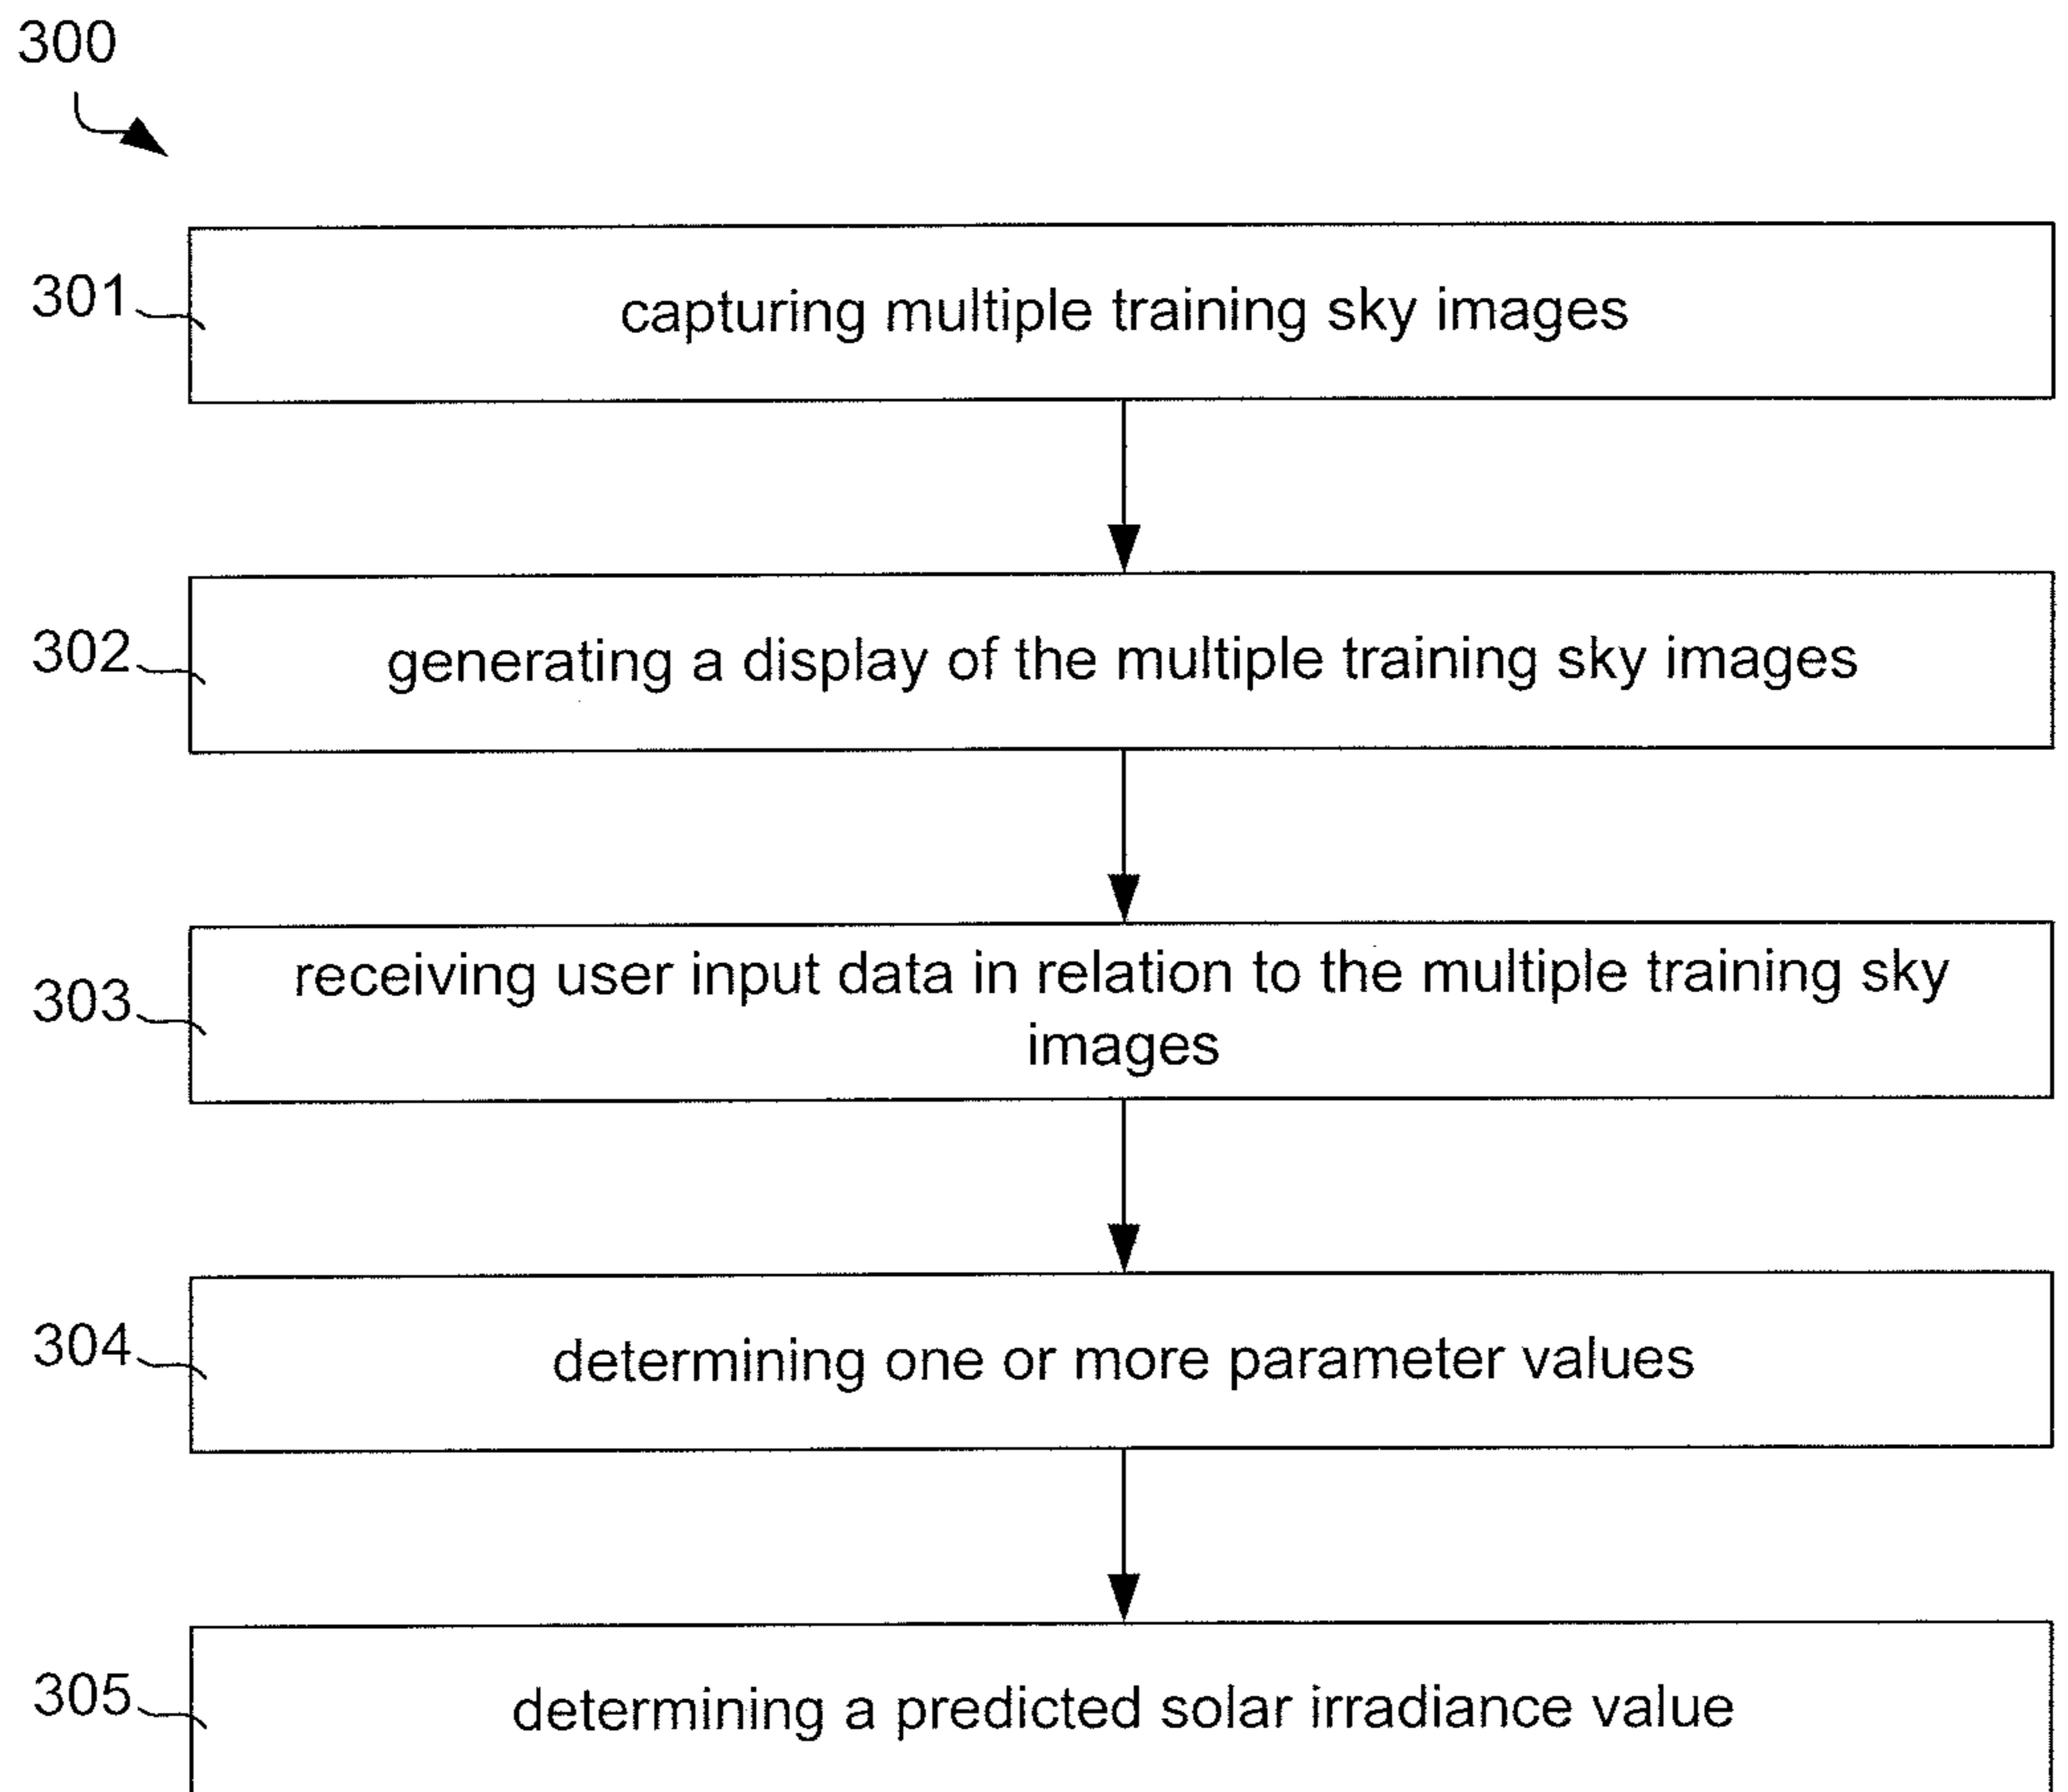 300
301
capturing multiple training sky images
302
generating a display of the multiple training sky images
303
receiving user input data in relation to the multiple training sky
images
304
determining one or more parameter values
305
determining a predicted solar irradiance value